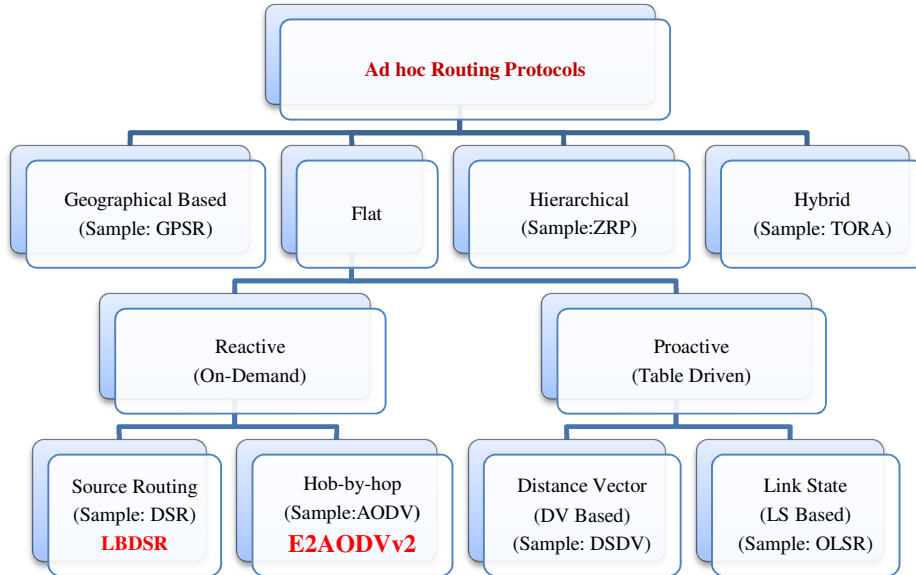 Ad hoc Routing Protocols
Geographical Based
(Sample: GPSR)
Flat
Hierarchical
(Sample:ZRP)
Hybrid
(Sample: TORA)
Reactive
(On-Demand)
Proactive
(Table Driven)
Source Routing
(Sample: DSR)
LBDSR
Hob-by-hop
(Sample:AODV)
E2AODVv2
Distance Vector
(DV Based)
(Sample: DSDV)
Link State
(LS Based)
(Sample: OLSR)